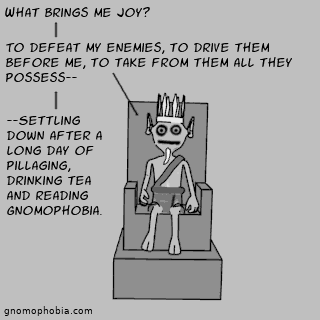 WHAT BRINGS ME JOY?
TO DEFEAT MY ENEMIES, TO DRIVE THEM
BEFORE ME, TO TAKE FROM THEM ALL THEY
POSSESS--
--SETTLING
DOWN AFTER A
LONG DAY OF
PILLAGING,
DRINKING TEA
AND READING
GNOMOPHOBIA.
gnomophobia.com